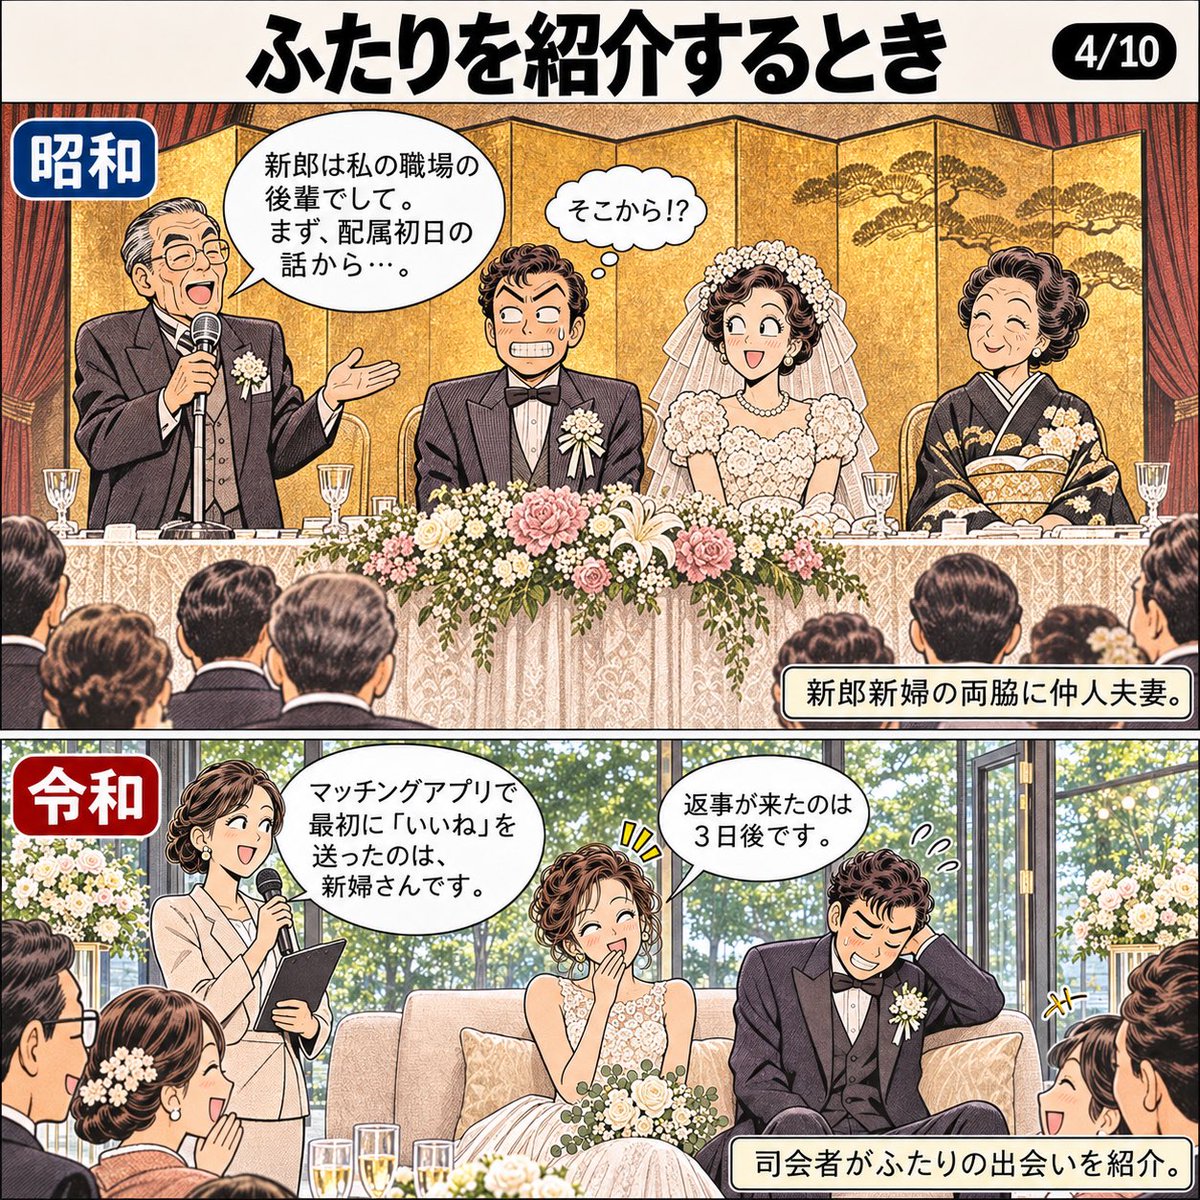 ふたりを紹介するとき
4/10
昭和
新郎は私の職場の
後輩でして。
まず、配属初日の
話から…。
そこから!?
新郎新婦の両脇に仲人夫妻。
令和
マッチングアプリで
最初に「いいね」を
送ったのは、
新婦さんです。
返事が来たのは
3日後です。
司会者がふたりの出会いを紹介。